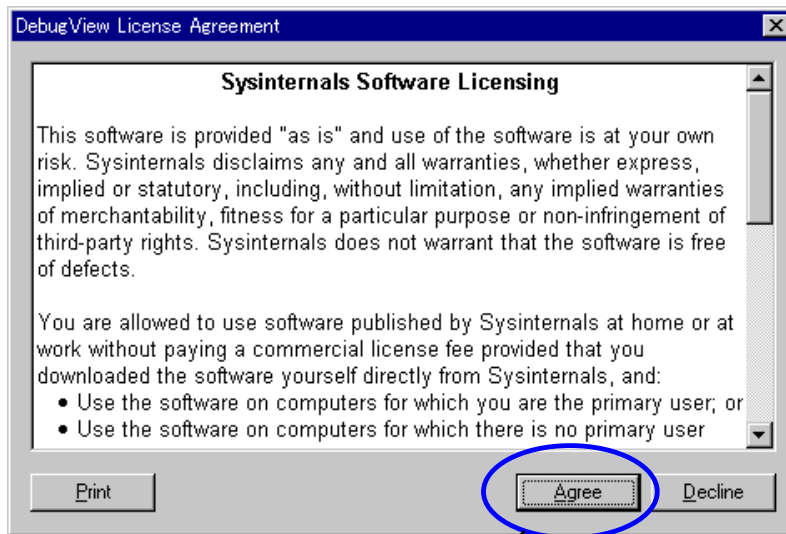 DebugView License Agreement
Sysinternals Software Licensing
This software is provided "as is" and use of the software is at your own
risk. Sysinternals disclaims any and all warranties, whether express,
implied or statutory, including, without limitation, any implied warranties
of merchantability, fitness for a particular purpose or non-infringement of
third-party rights. Sysinternals does not warrant that the software is free
of defects.
You are allowed to use software published by Sysinternals at home or at
work without paying a commercial license fee provided that you
downloaded the software yourself directly from Sysinternals, and:
• Use the software on computers for which you are the primary user; or
• Use the software on computers for which there is no primary user
Print Agree Decline